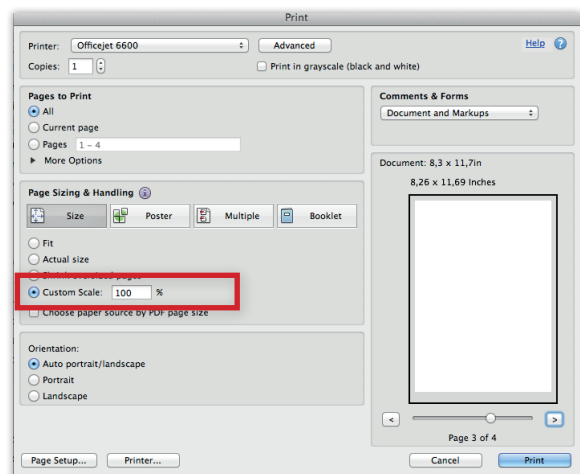 Print
Printer: Officejet 6600 Advanced Help ?
Copies: 1 Print in grayscale (black and white)
Pages to Print
All
Current page
Pages 1 - 4
More Options
Comments & Forms
Document and Markups
Page Sizing & Handling i
Size Poster Multiple Booklet
Fit
Actual size
Shrink oversized pages
Custom Scale: 100 %
Choose paper source by PDF page size
Orientation:
Auto portrait/landscape
Portrait
Landscape
Document: 8,3 x 11,7in
8,26 x 11,69 Inches
< >
Page 3 of 4
Page Setup... Printer... Cancel Print